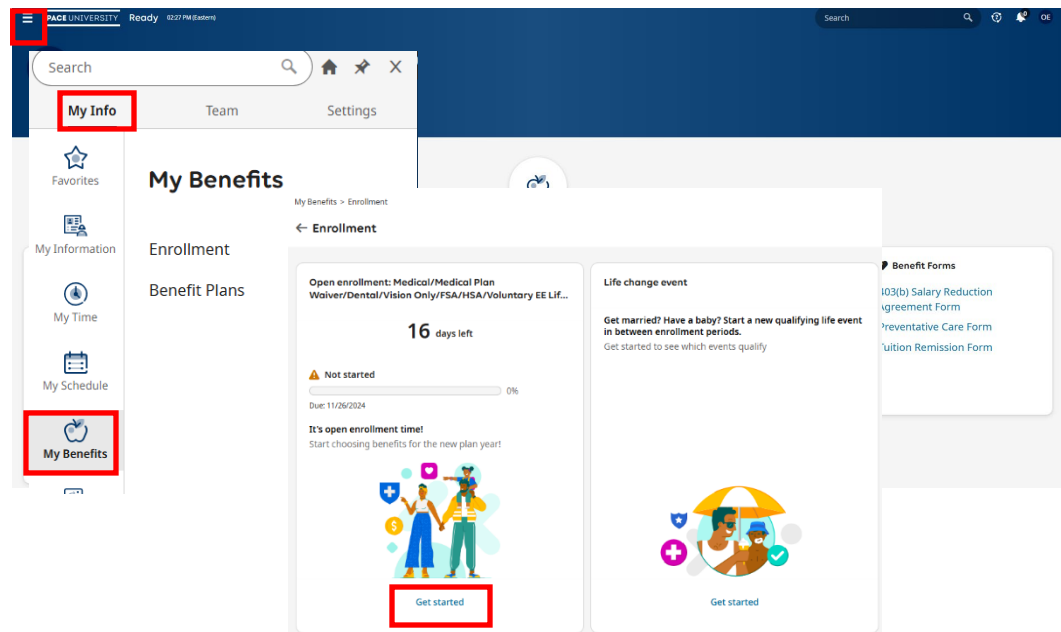 PACE UNIVERSITY Ready 02:27 PM (Eastern) Search OE
Search
My Info Team Settings
Favorites
My Information
My Time
My Schedule
My Benefits
My Benefits
Enrollment
Benefit Plans
My Benefits > Enrollment
← Enrollment
Open enrollment: Medical/Medical Plan
Waiver/Dental/Vision Only/FSA/HSA/Voluntary EE Lif...
16 days left
Not started
0%
Due: 11/26/2024
It's open enrollment time!
Start choosing benefits for the new plan year!
Get started
Life change event
Get married? Have a baby? Start a new qualifying life event
in between enrollment periods.
Get started to see which events qualify
Get started
Benefit Forms
403(b) Salary Reduction
Agreement Form
Preventative Care Form
Tuition Remission Form